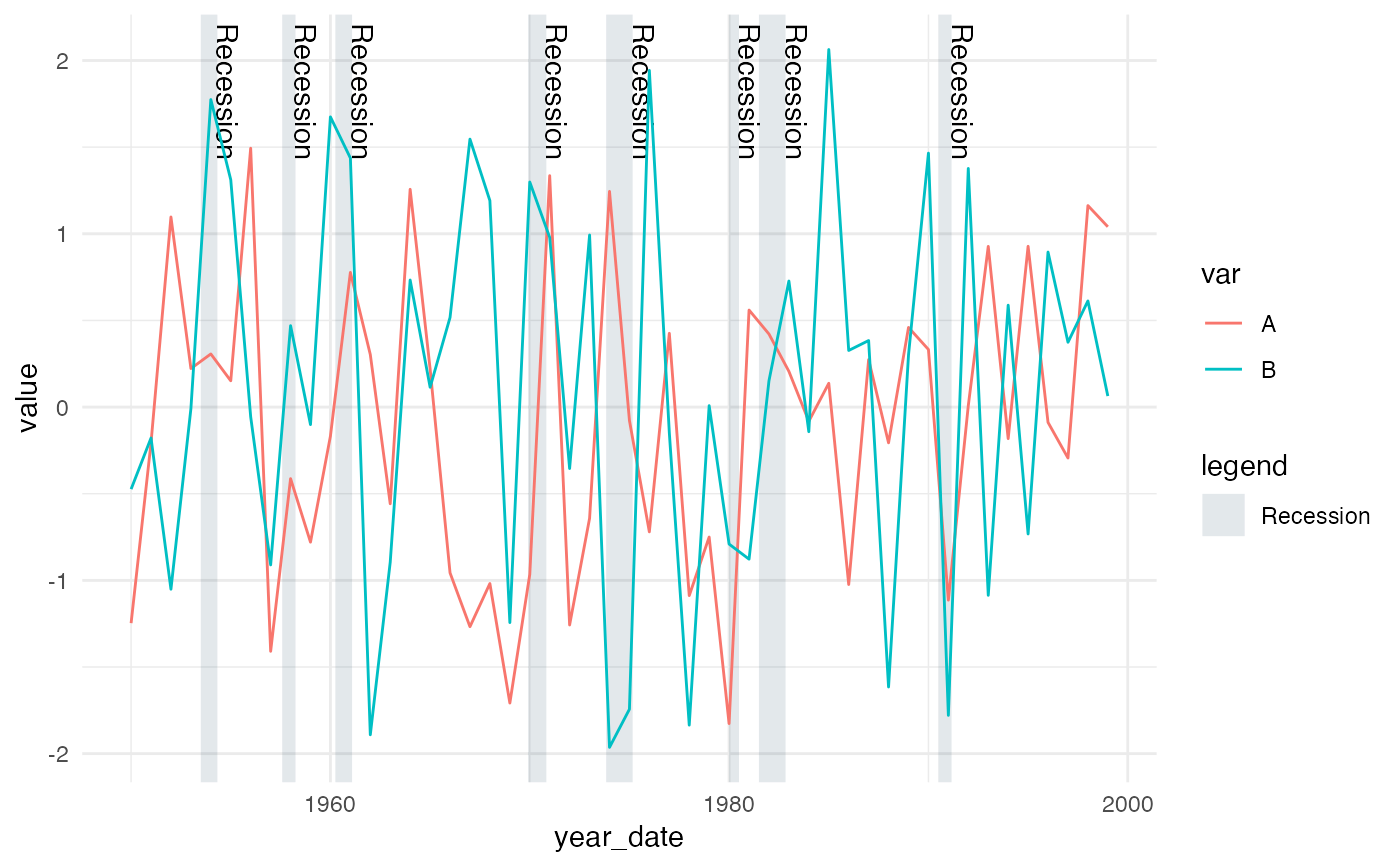 Recession
Recession
Recession
Recession
Recession
Recession
Recession
Recession
2
1
0
-1
-2
value
1960
1980
2000
year_date
var
A
B
legend
Recession